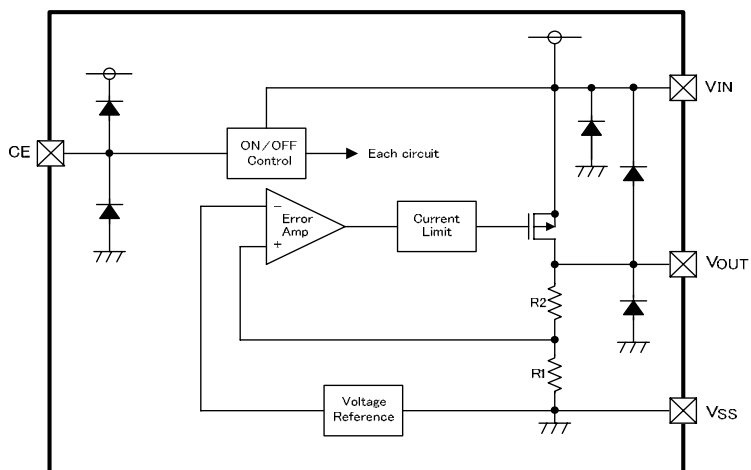 VIN
CE
ON/OFF
Control
Each circuit
−
Error
Amp
+
Current
Limit
VOUT
R2
R1
Voltage
Reference
VSS